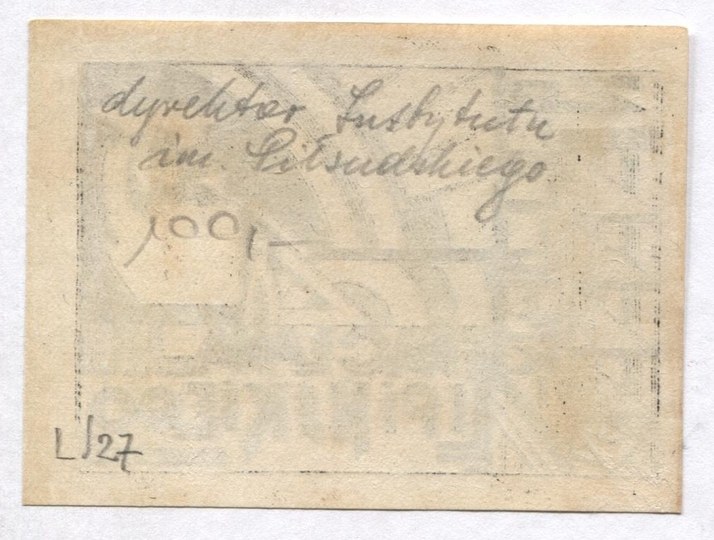 dyrektor Instytutu
im. Piłsudskiego
100,-
L/27